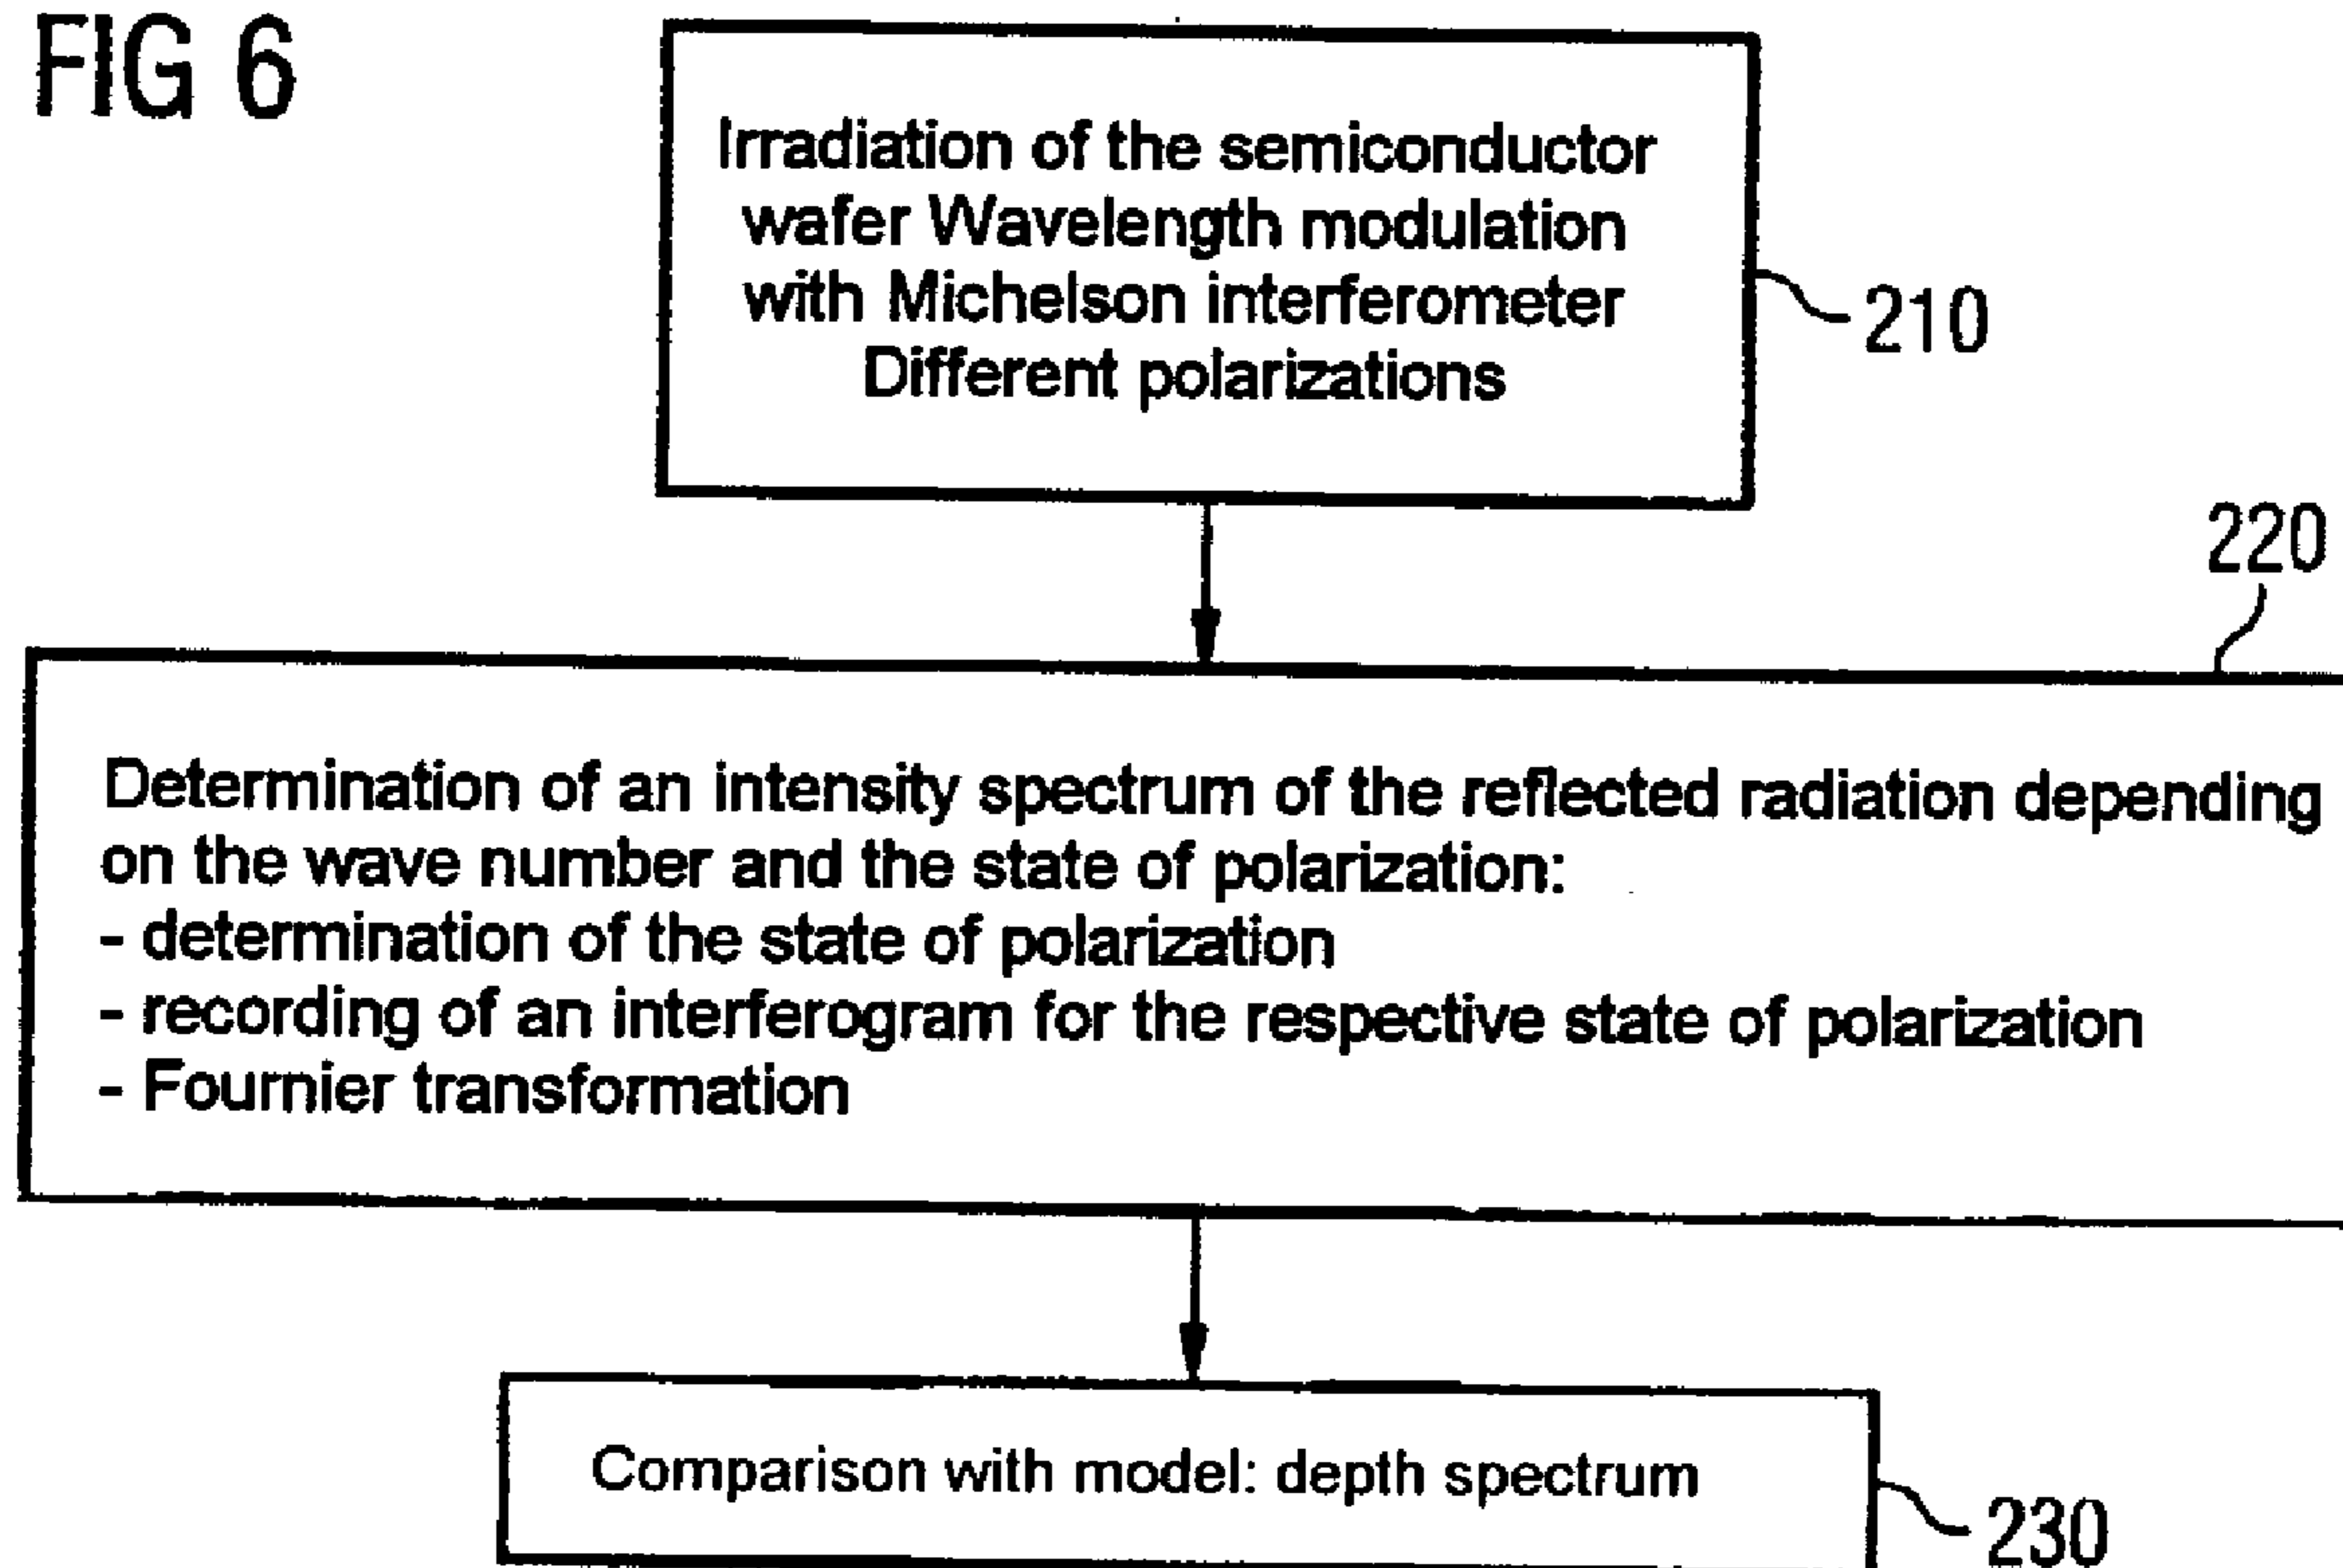 FIG 6
Irradiation of the semiconductor
wafer Wavelength modulation
with Michelson interferometer
Different polarizations
210
220
Determination of an intensity spectrum of the reflected radiation depending
on the wave number and the state of polarization:
- determination of the state of polarization
- recording of an interferogram for the respective state of polarization
- Fournier transformation
Comparison with model: depth spectrum
230